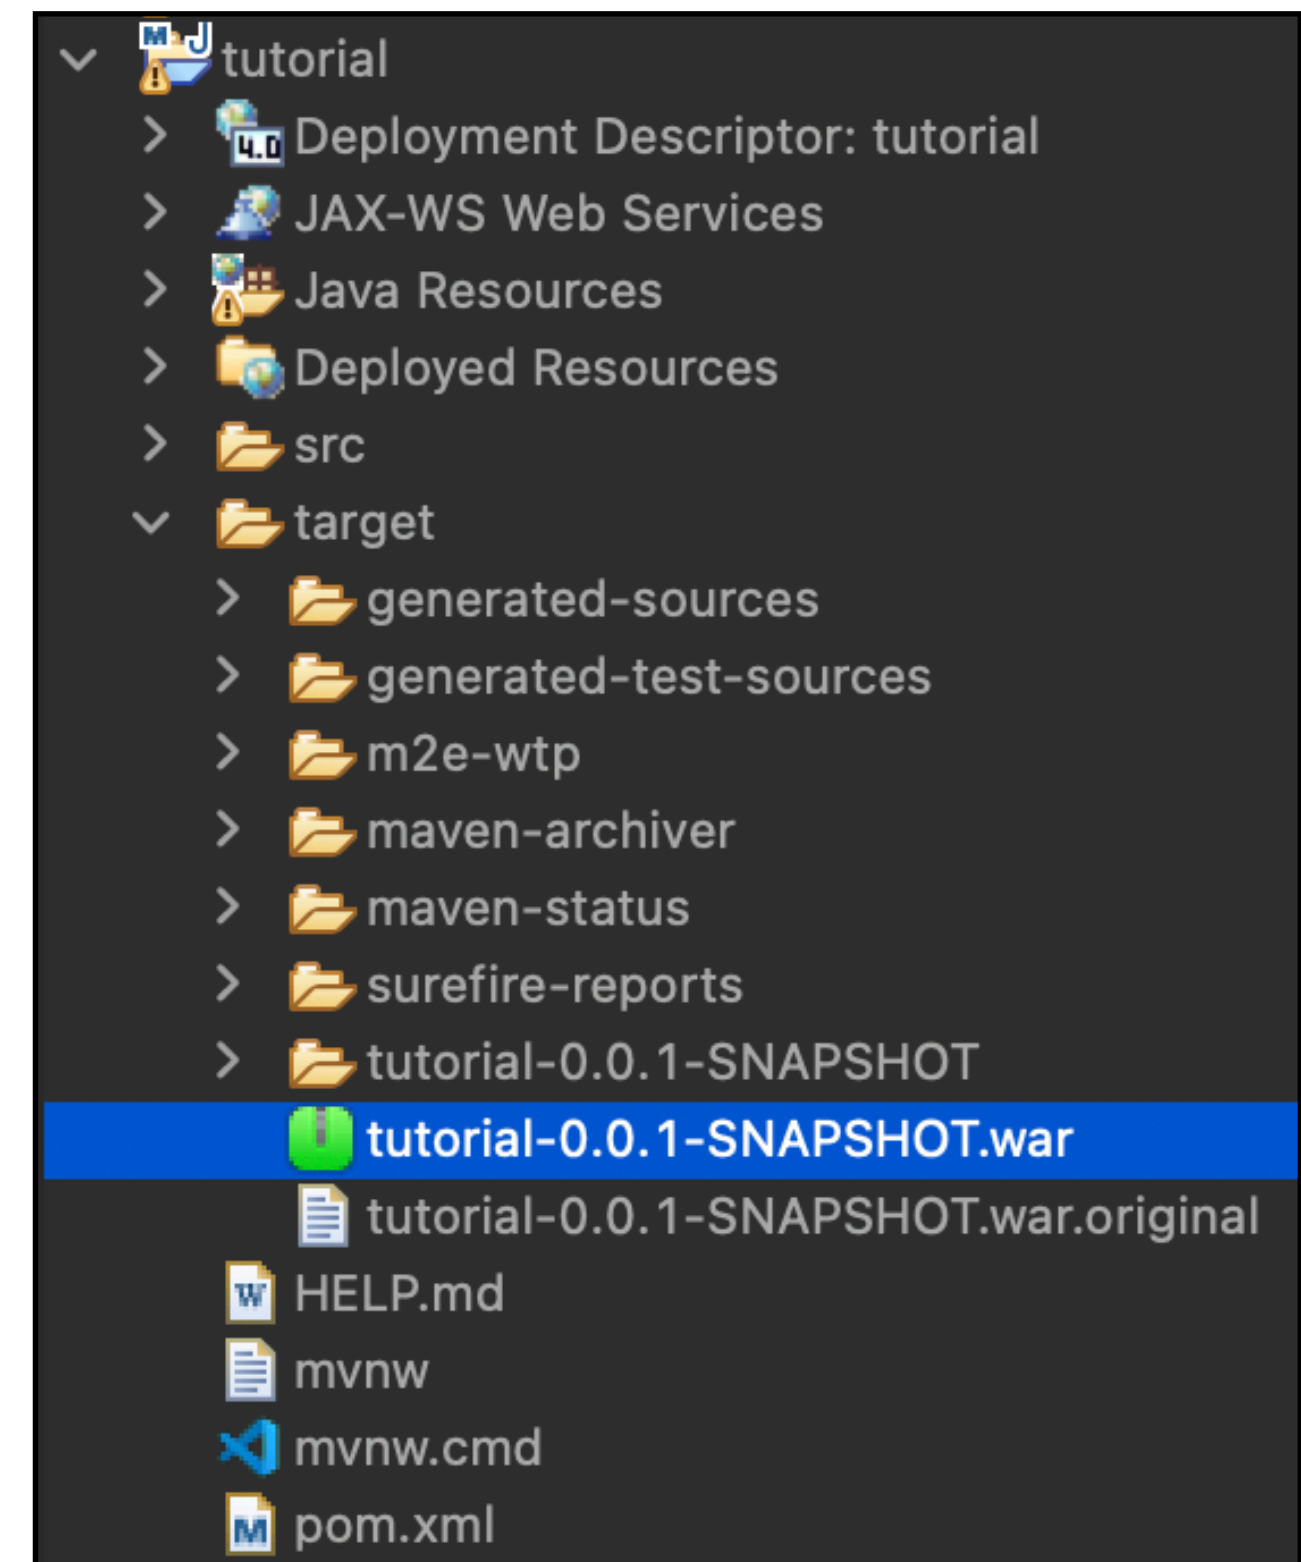 tutorial
4.0 Deployment Descriptor: tutorial
JAX-WS Web Services
Java Resources
Deployed Resources
src
target
generated-sources
generated-test-sources
m2e-wtp
maven-archiver
maven-status
surefire-reports
tutorial-0.0.1-SNAPSHOT
tutorial-0.0.1-SNAPSHOT.war
tutorial-0.0.1-SNAPSHOT.war.original
HELP.md
mvnw
mvnw.cmd
pom.xml